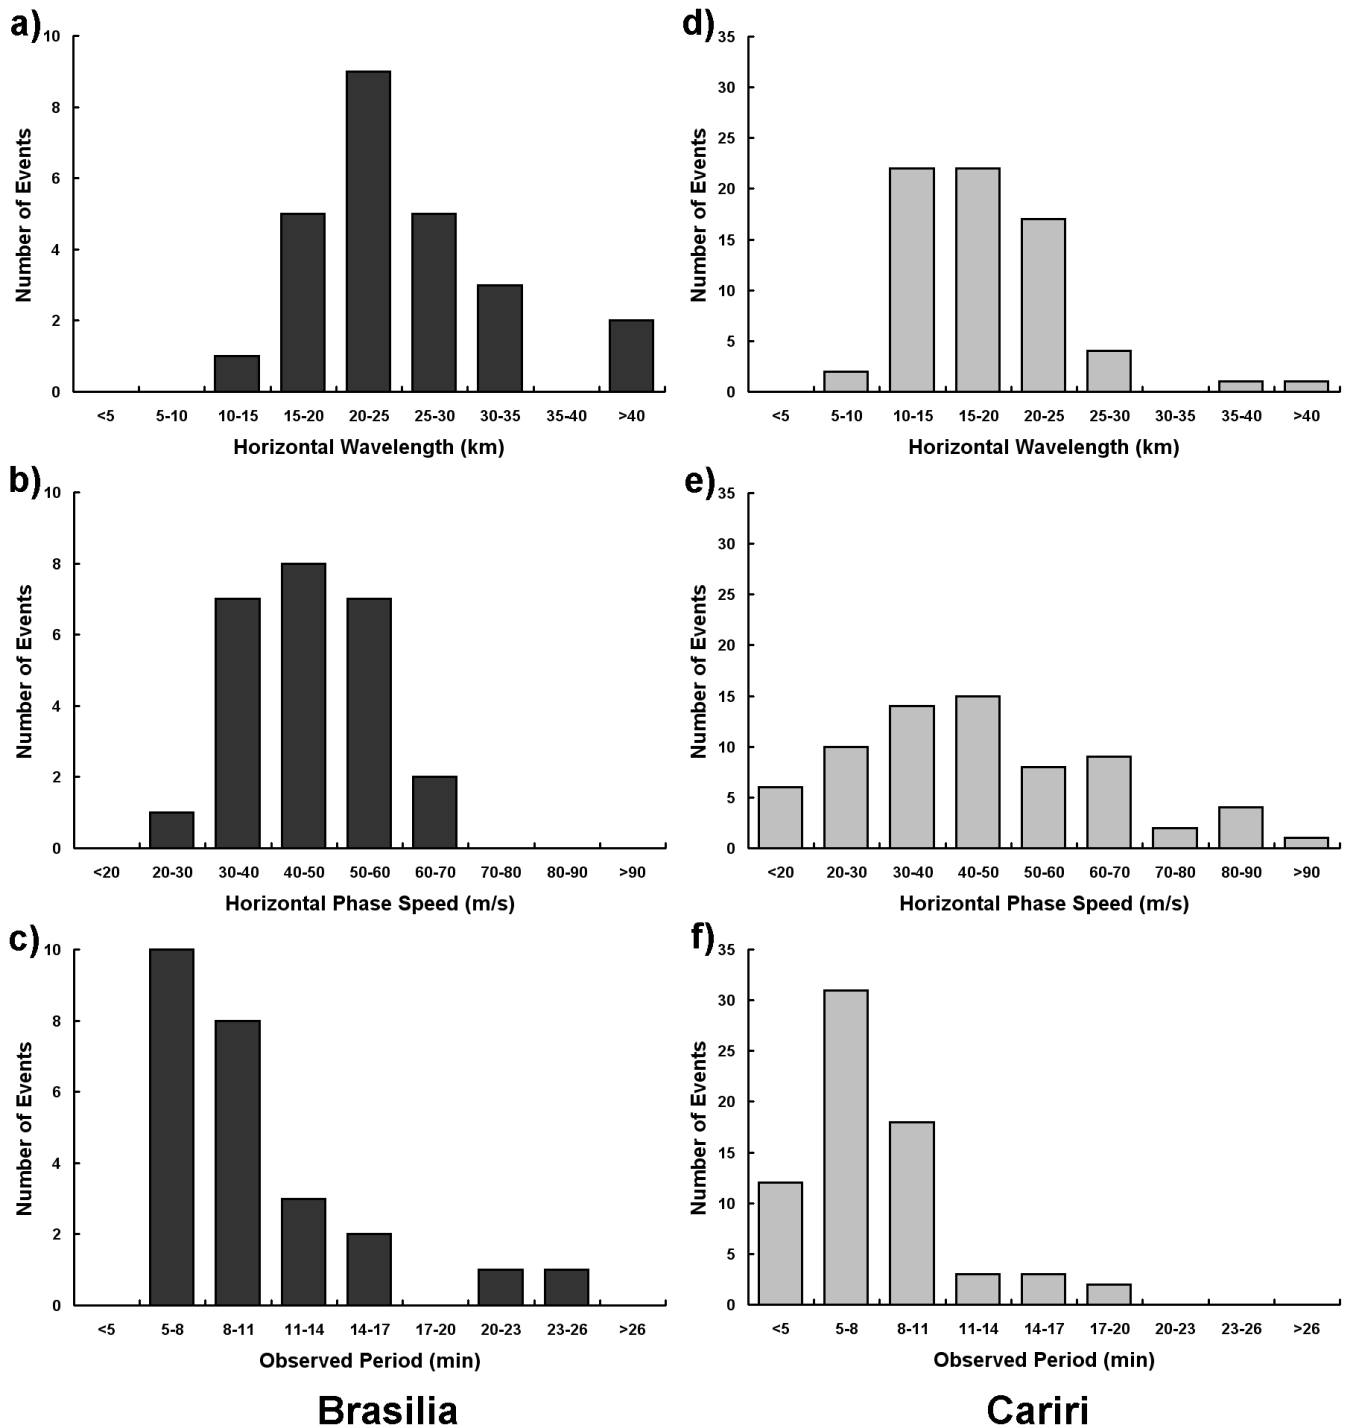 a)
10
8
6
4
2
0
Number of Events
<5 5-10 10-15 15-20 20-25 25-30 30-35 35-40 >40
Horizontal Wavelength (km)
d)
35
30
25
20
15
10
5
0
Number of Events
<5 5-10 10-15 15-20 20-25 25-30 30-35 35-40 >40
Horizontal Wavelength (km)
b)
10
8
6
4
2
0
Number of Events
<20 20-30 30-40 40-50 50-60 60-70 70-80 80-90 >90
Horizontal Phase Speed (m/s)
e)
35
30
25
20
15
10
5
0
Number of Events
<20 20-30 30-40 40-50 50-60 60-70 70-80 80-90 >90
Horizontal Phase Speed (m/s)
c)
10
8
6
4
2
0
Number of Events
<5 5-8 8-11 11-14 14-17 17-20 20-23 23-26 >26
Observed Period (min)
f)
35
30
25
20
15
10
5
0
Number of Events
<5 5-8 8-11 11-14 14-17 17-20 20-23 23-26 >26
Observed Period (min)
Brasilia
Cariri